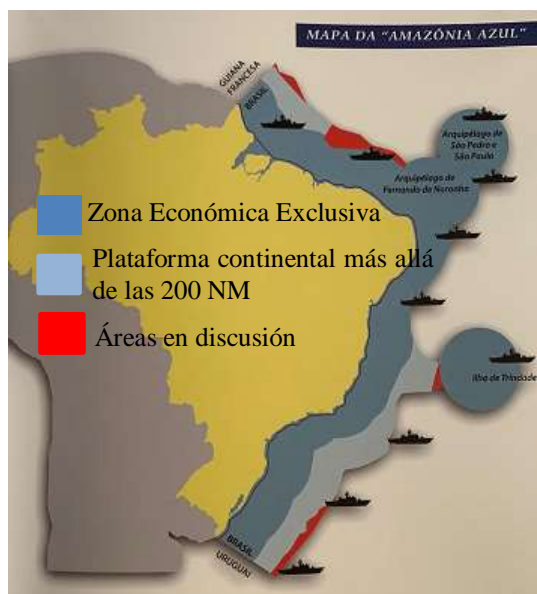 MAPA DA "AMAZÔNIA AZUL"
GUIANA
FRANCESA
BRASIL
Arquipélago de
São Pedro e
São Paulo
Arquipélago de
Fernando de Noronha
Zona Económica Exclusiva
Plataforma continental más allá
de las 200 NM
Áreas en discusión
Ilha de Trindade
BRASIL
URUGUAI